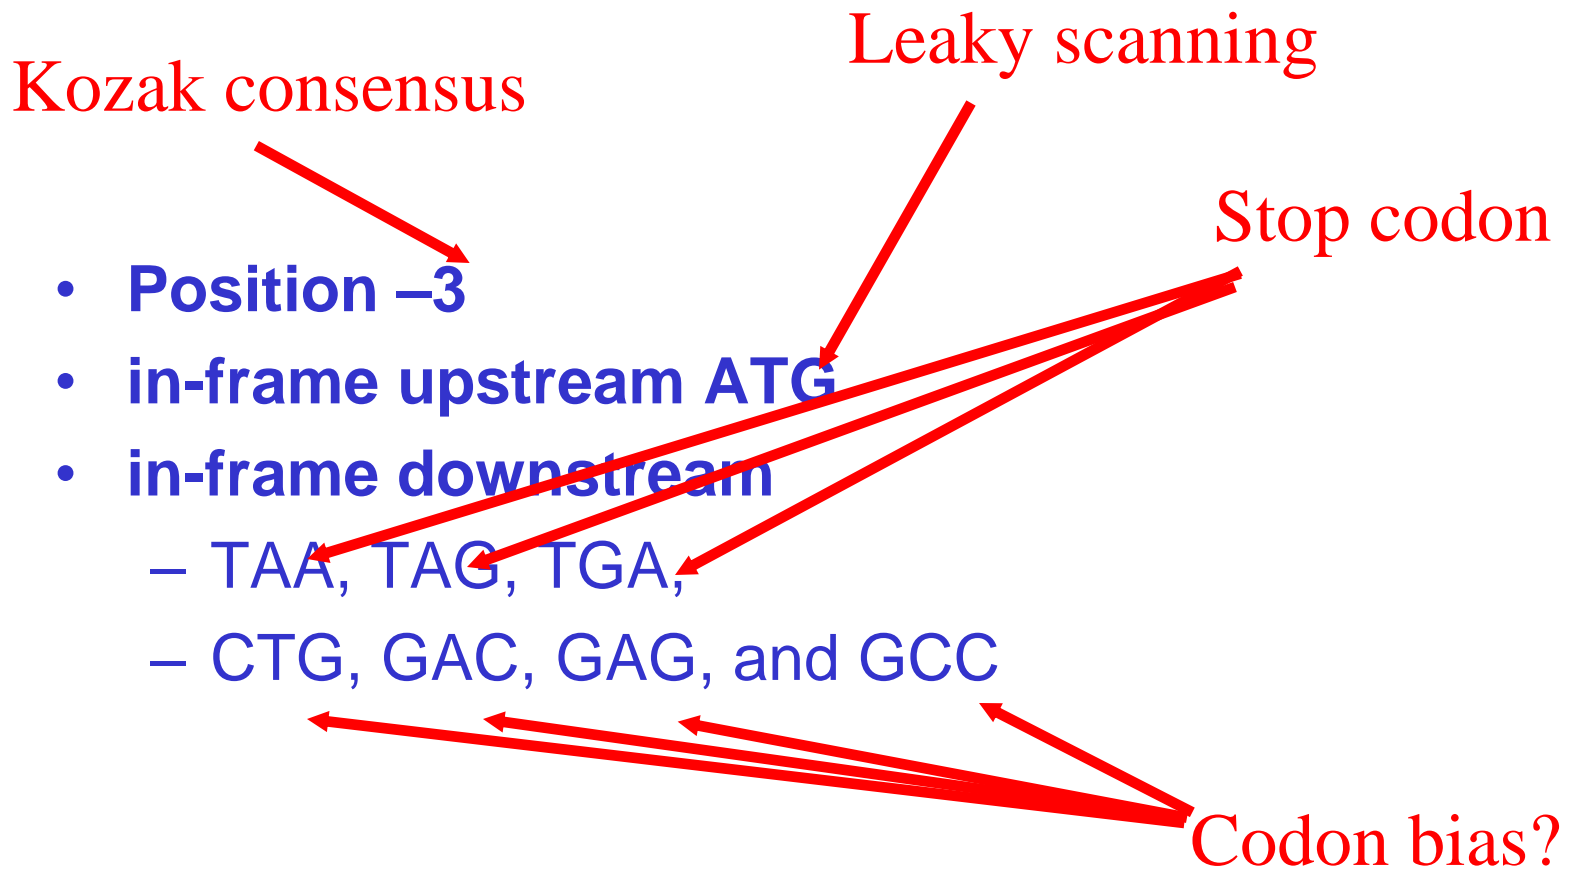 Leaky scanning
Kozak consensus
Stop codon
• Position –3
• in-frame upstream ATG
• in-frame downstream
– TAA, TAG, TGA,
– CTG, GAC, GAG, and GCC
Codon bias?